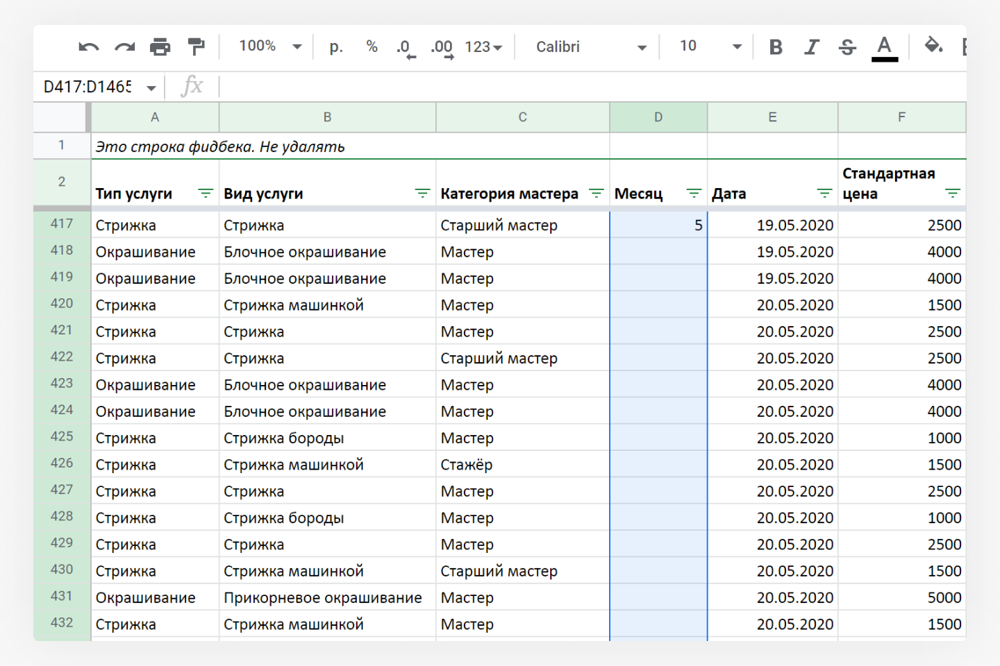 100% р. % .0 .00 123 Calibri 10 B I S A
D417:D1465 fx
A B C D E F
1 Это строка фидбека. Не удалять
2 Тип услуги Вид услуги Категория мастера Месяц Дата Стандартная
цена
417 Стрижка Стрижка Старший мастер 5 19.05.2020 2500
418 Окрашивание Блочное окрашивание Мастер 19.05.2020 4000
419 Окрашивание Блочное окрашивание Мастер 19.05.2020 4000
420 Стрижка Стрижка машинкой Мастер 20.05.2020 1500
421 Стрижка Стрижка Мастер 20.05.2020 2500
422 Стрижка Стрижка Старший мастер 20.05.2020 2500
423 Окрашивание Блочное окрашивание Мастер 20.05.2020 4000
424 Окрашивание Блочное окрашивание Мастер 20.05.2020 4000
425 Стрижка Стрижка бороды Мастер 20.05.2020 1000
426 Стрижка Стрижка машинкой Стажёр 20.05.2020 1500
427 Стрижка Стрижка Мастер 20.05.2020 2500
428 Стрижка Стрижка бороды Мастер 20.05.2020 1000
429 Стрижка Стрижка Мастер 20.05.2020 2500
430 Стрижка Стрижка машинкой Старший мастер 20.05.2020 1500
431 Окрашивание Прикорневое окрашивание Мастер 20.05.2020 5000
432 Стрижка Стрижка машинкой Мастер 20.05.2020 1500